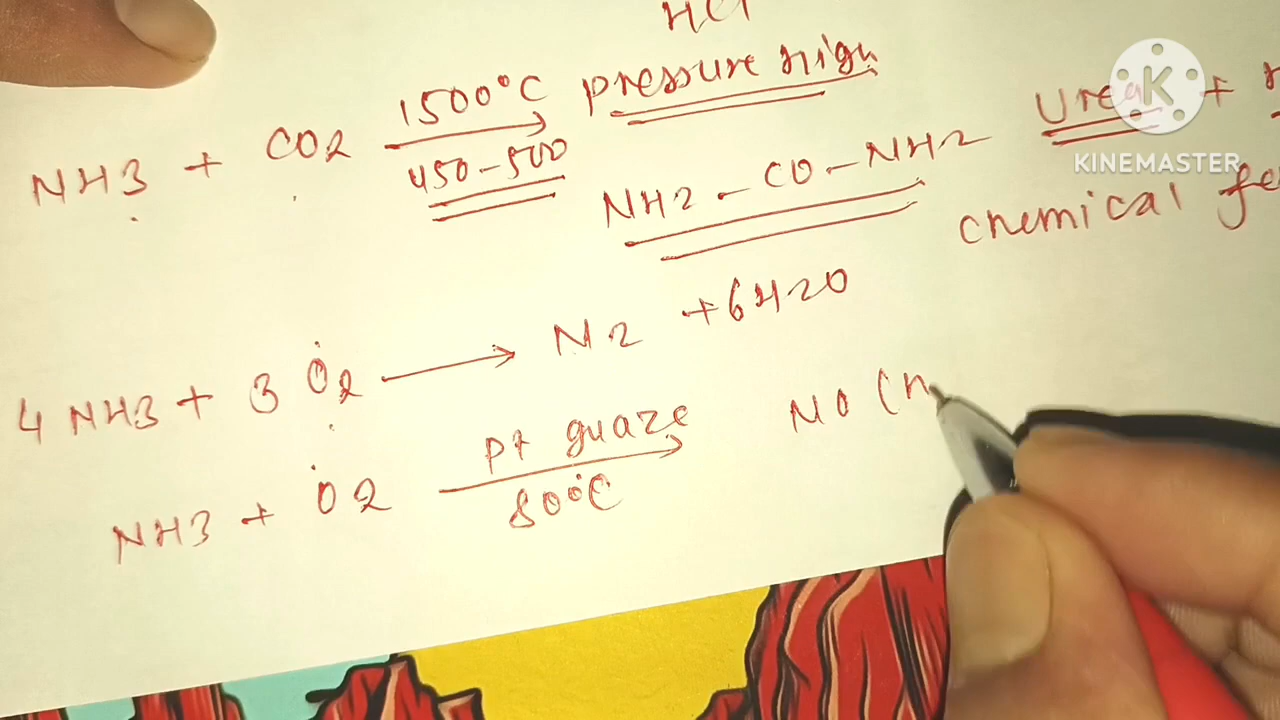 HCl
NH3 + CO2 1500°C pressure high
450-500
NH2-CO-NH2
Urea +
chemical
4 NH3 + 3 O2 → N2 +6H2O
NH3 + O2 pt guaze NO (n
800°C
K
KINEMASTER